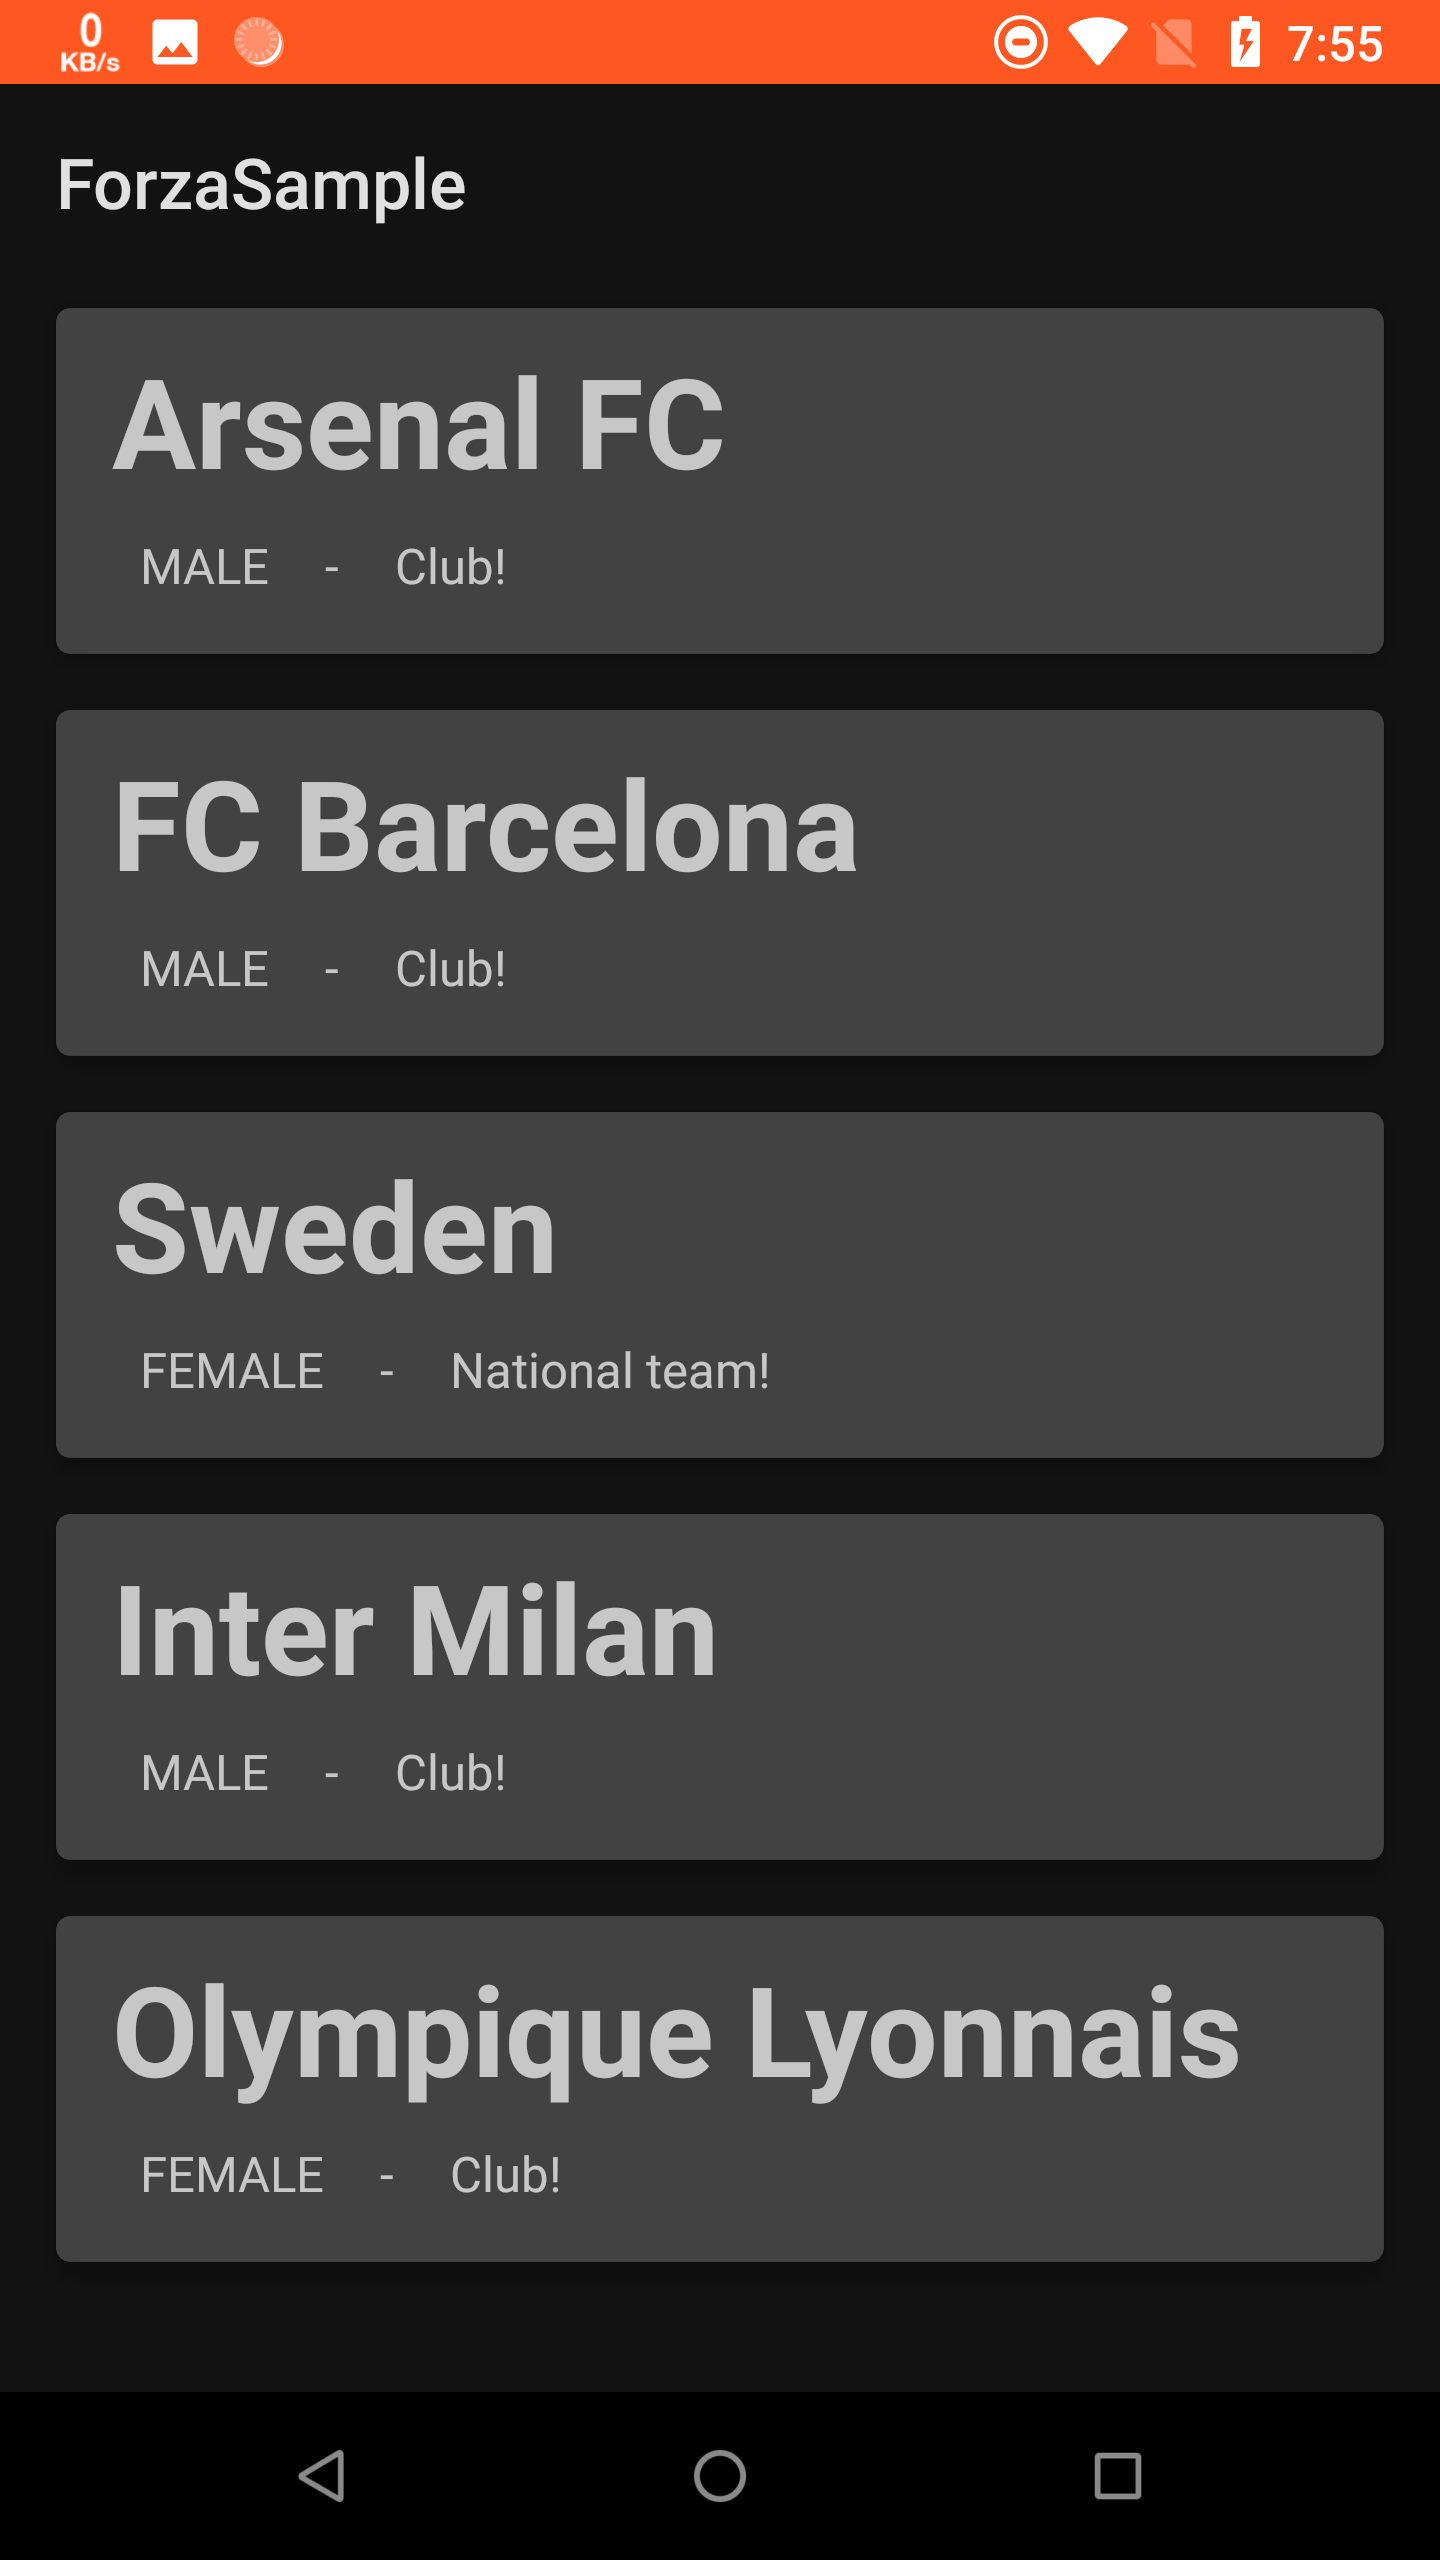 0
KB/s
7:55
ForzaSample
Arsenal FC
MALE - Club!
FC Barcelona
MALE - Club!
Sweden
FEMALE - National team!
Inter Milan
MALE - Club!
Olympique Lyonnais
FEMALE - Club!